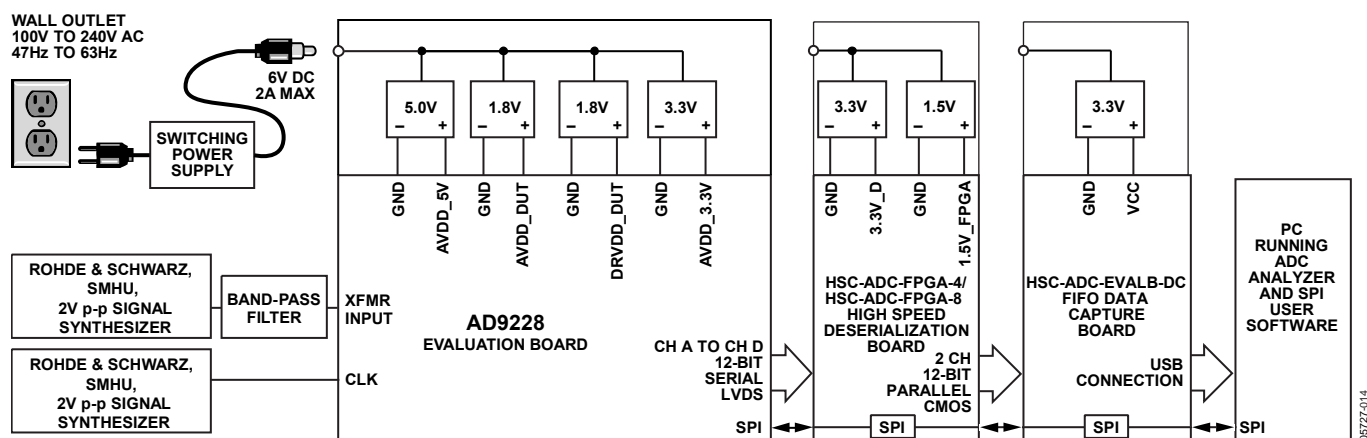 WALL OUTLET
100V TO 240V AC
47Hz TO 63Hz
6V DC
2A MAX
SWITCHING
POWER
SUPPLY
5.0V
– +
1.8V
– +
1.8V
– +
3.3V
– +
GND
AVDD_5V
GND
AVDD_DUT
GND
DRVDD_DUT
GND
AVDD_3.3V
3.3V
– +
1.5V
– +
GND
3.3V_D
GND
1.5V_FPGA
3.3V
– +
GND
VCC
ROHDE & SCHWARZ,
SMHU,
2V p-p SIGNAL
SYNTHESIZER
BAND-PASS
FILTER
XFMR
INPUT
ROHDE & SCHWARZ,
SMHU,
2V p-p SIGNAL
SYNTHESIZER
CLK
AD9228
EVALUATION BOARD
CH A TO CH D
12-BIT
SERIAL
LVDS
SPI
HSC-ADC-FPGA-4/
HSC-ADC-FPGA-8
HIGH SPEED
DESERIALIZATION
BOARD
2 CH
12-BIT
PARALLEL
CMOS
SPI
HSC-ADC-EVALB-DC
FIFO DATA
CAPTURE
BOARD
USB
CONNECTION
SPI
PC
RUNNING
ADC
ANALYZER
AND SPI
USER
SOFTWARE
SPI
05727-014